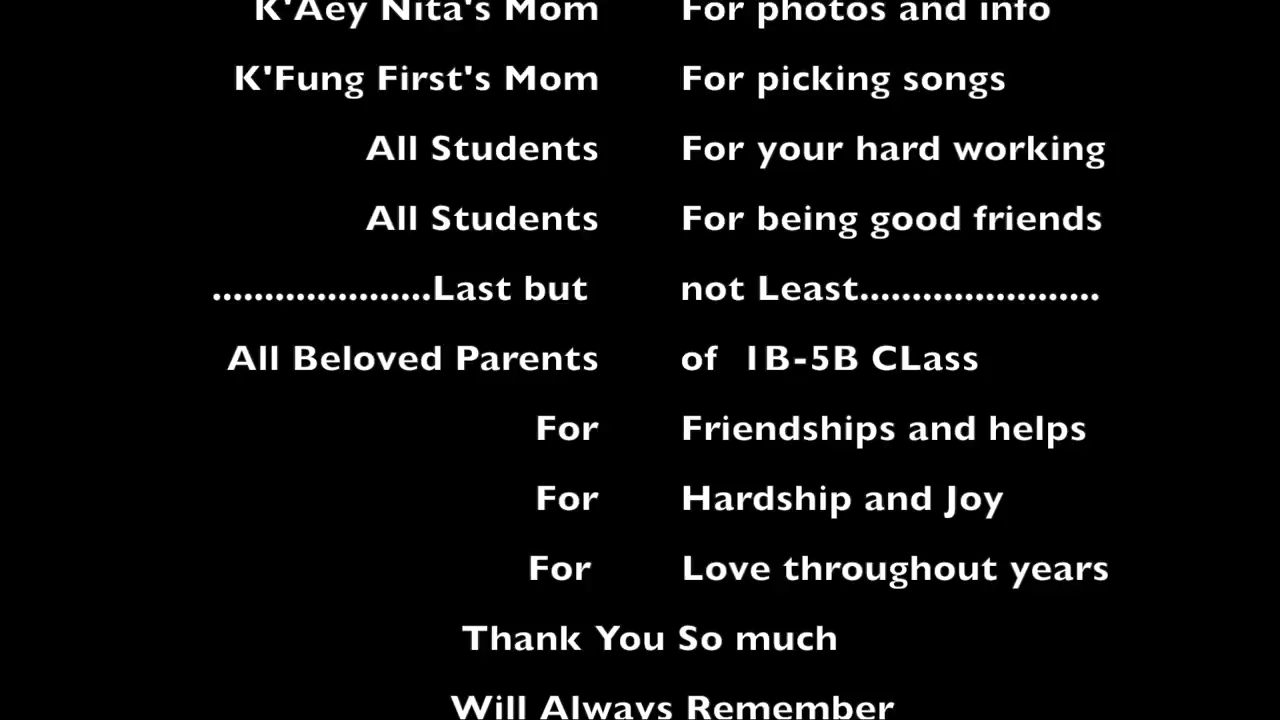 K'Aey Nita's Mom For photos and info
K'Fung First's Mom For picking songs
All Students For your hard working
All Students For being good friends
.....................Last but not Least.......................
All Beloved Parents of 1B-5B CLass
For Friendships and helps
For Hardship and Joy
For Love throughout years
Thank You So much
Will Always Remember